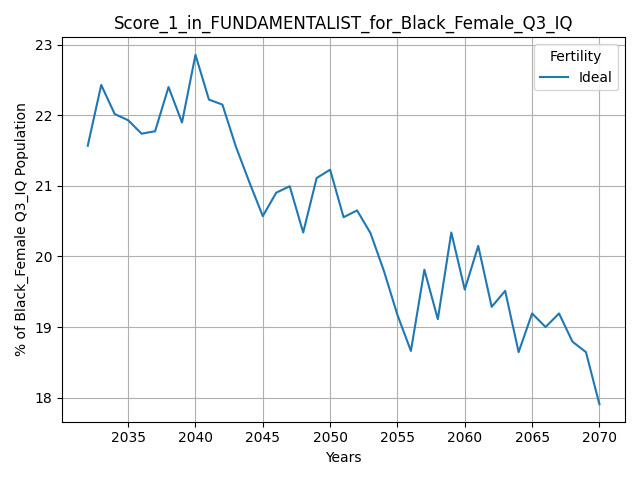 Score_1_in_FUNDAMENTALIST_for_Black_Female_Q3_IQ
Fertility
Ideal
% of Black_Female Q3_IQ Population
23
22
21
20
19
18
2035
2040
2045
2050
2055
2060
2065
2070
Years